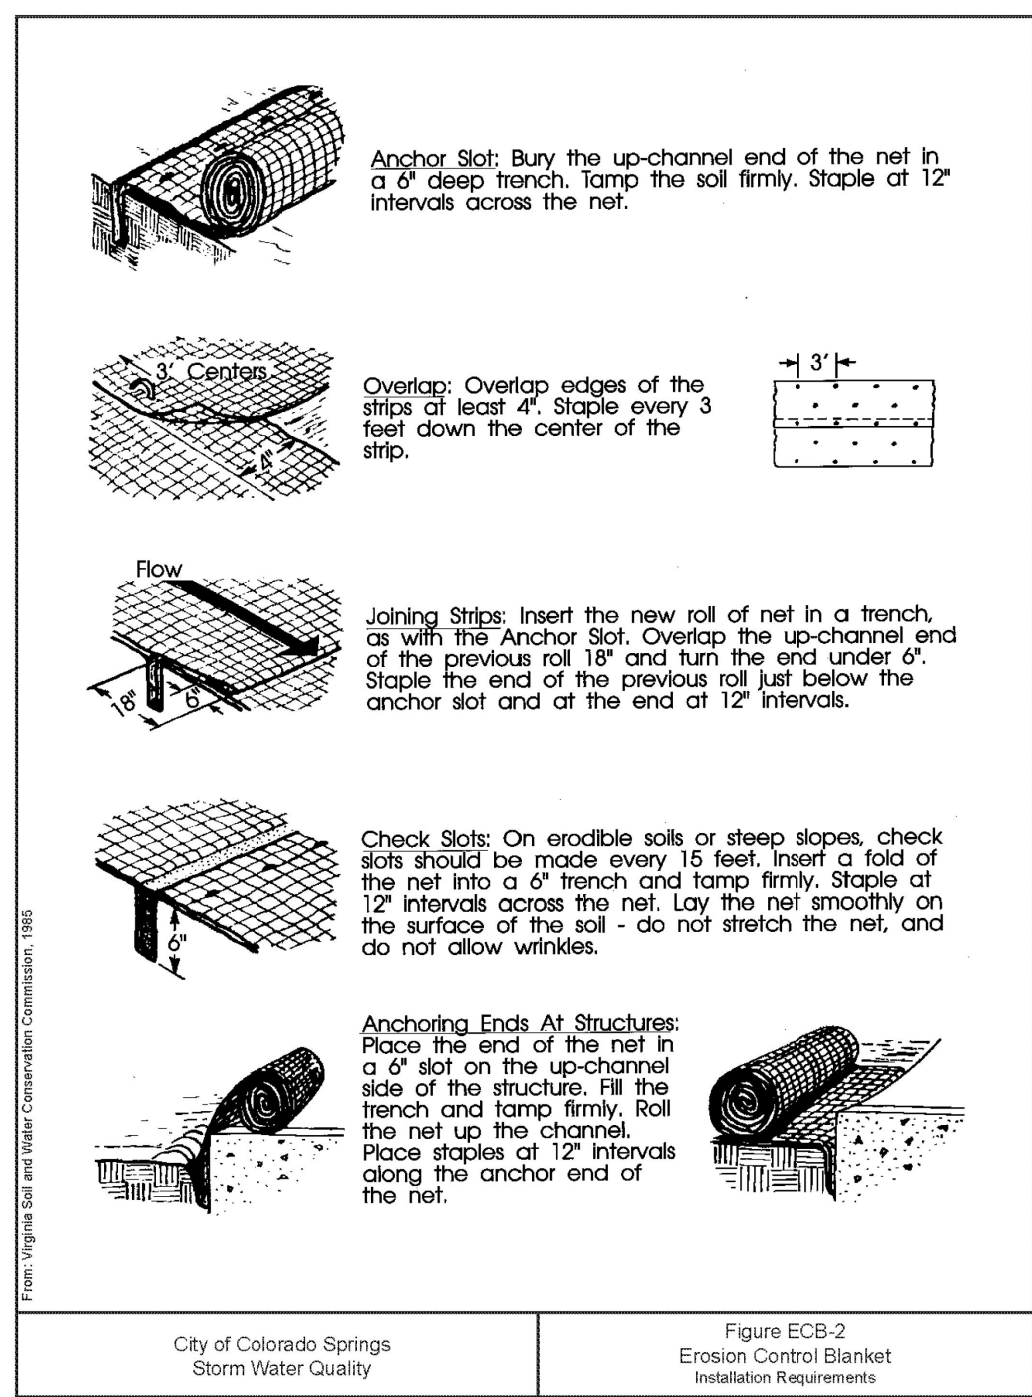 Anchor Slot: Bury the up-channel end of the net in
a 6" deep trench. Tamp the soil firmly. Staple at 12"
intervals across the net.
3' Centers
4"
Overlap: Overlap edges of the
strips at least 4". Staple every 3
feet down the center of the
strip.
3'
Flow
18"
6"
Joining Strips: Insert the new roll of net in a trench,
as with the Anchor Slot. Overlap the up-channel end
of the previous roll 18" and turn the end under 6".
Staple the end of the previous roll just below the
anchor slot and at the end at 12" intervals.
6"
Check Slots: On erodible soils or steep slopes, check
slots should be made every 15 feet. Insert a fold of
the net into a 6" trench and tamp firmly. Staple at
12" intervals across the net. Lay the net smoothly on
the surface of the soil - do not stretch the net, and
do not allow wrinkles.
Anchoring Ends At Structures:
Place the end of the net in
a 6" slot on the up-channel
side of the structure. Fill the
trench and tamp firmly. Roll
the net up the channel.
Place staples at 12" intervals
along the anchor end of
the net.
From: Virginia Soil and Water Conservation Commission, 1985
City of Colorado Springs
Storm Water Quality
Figure ECB-2
Erosion Control Blanket
Installation Requirements